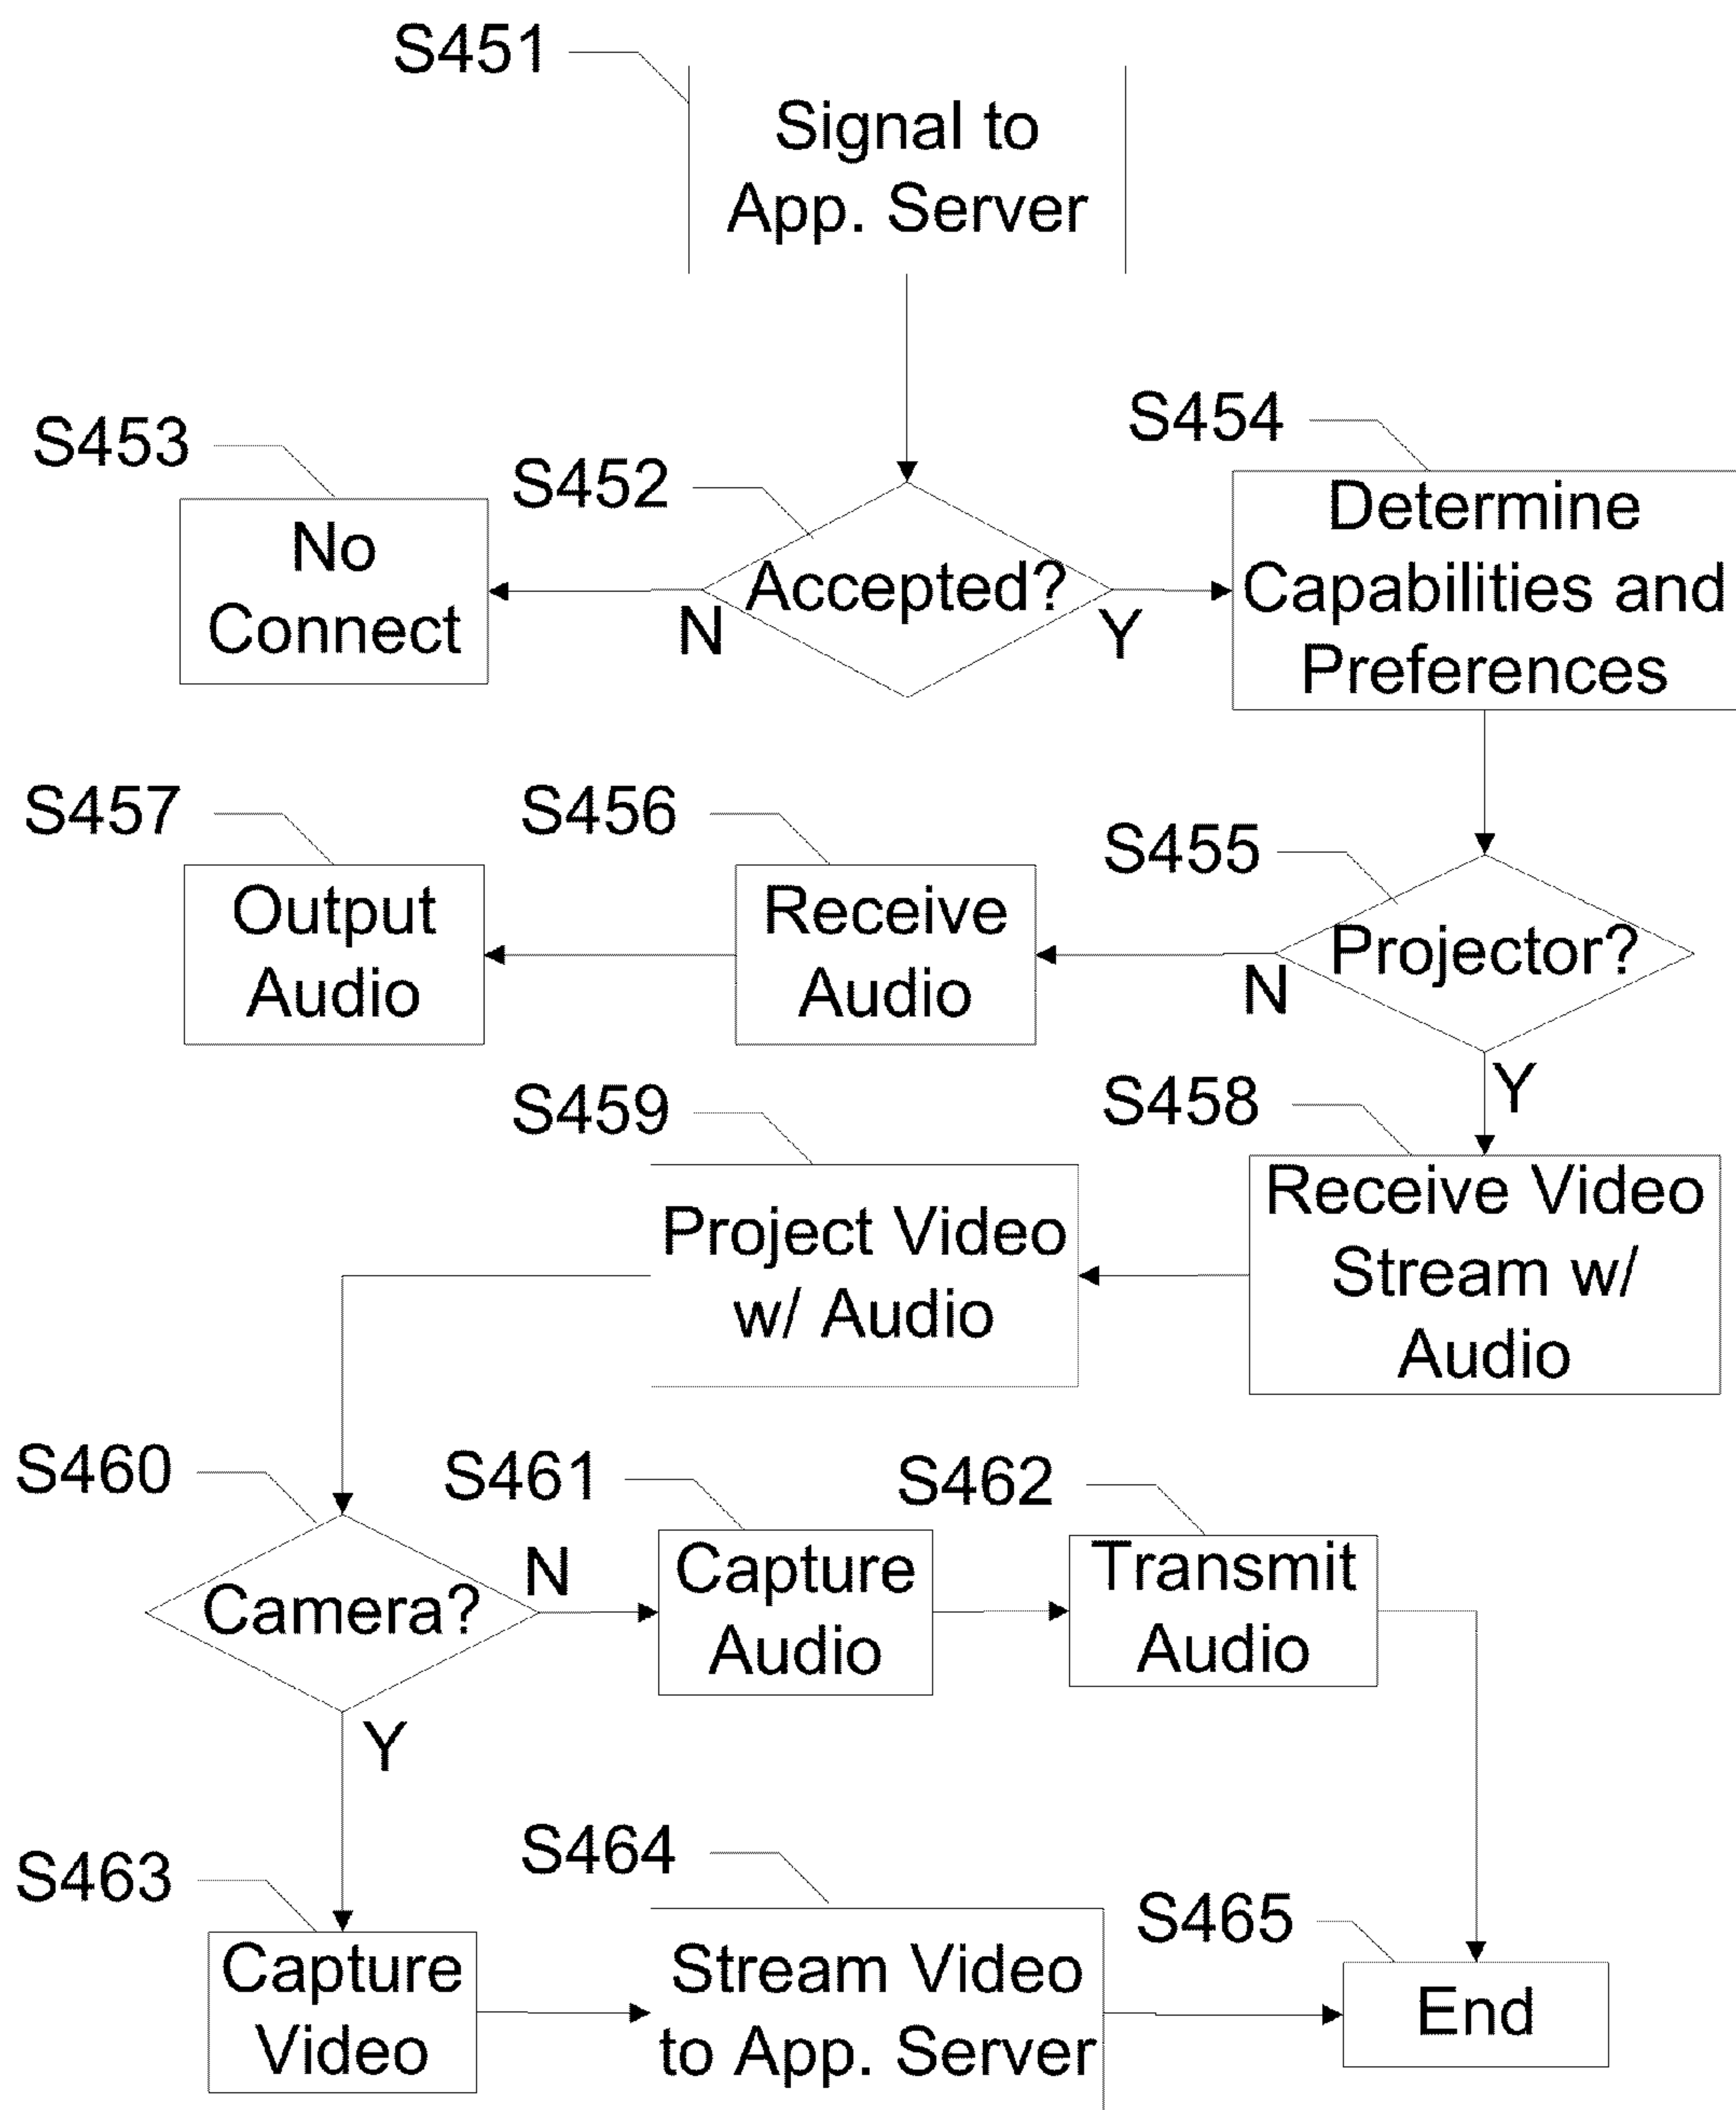 S451
Signal to
App. Server
S453
No
Connect
S452
Accepted?
N
Y
S454
Determine
Capabilities and
Preferences
S457
Output
Audio
S456
Receive
Audio
S455
Projector?
N
Y
S459
Project Video
w/ Audio
S458
Receive Video
Stream w/
Audio
S460
Camera?
N
Y
S461
Capture
Audio
S462
Transmit
Audio
S463
Capture
Video
S464
Stream Video
to App. Server
S465
End